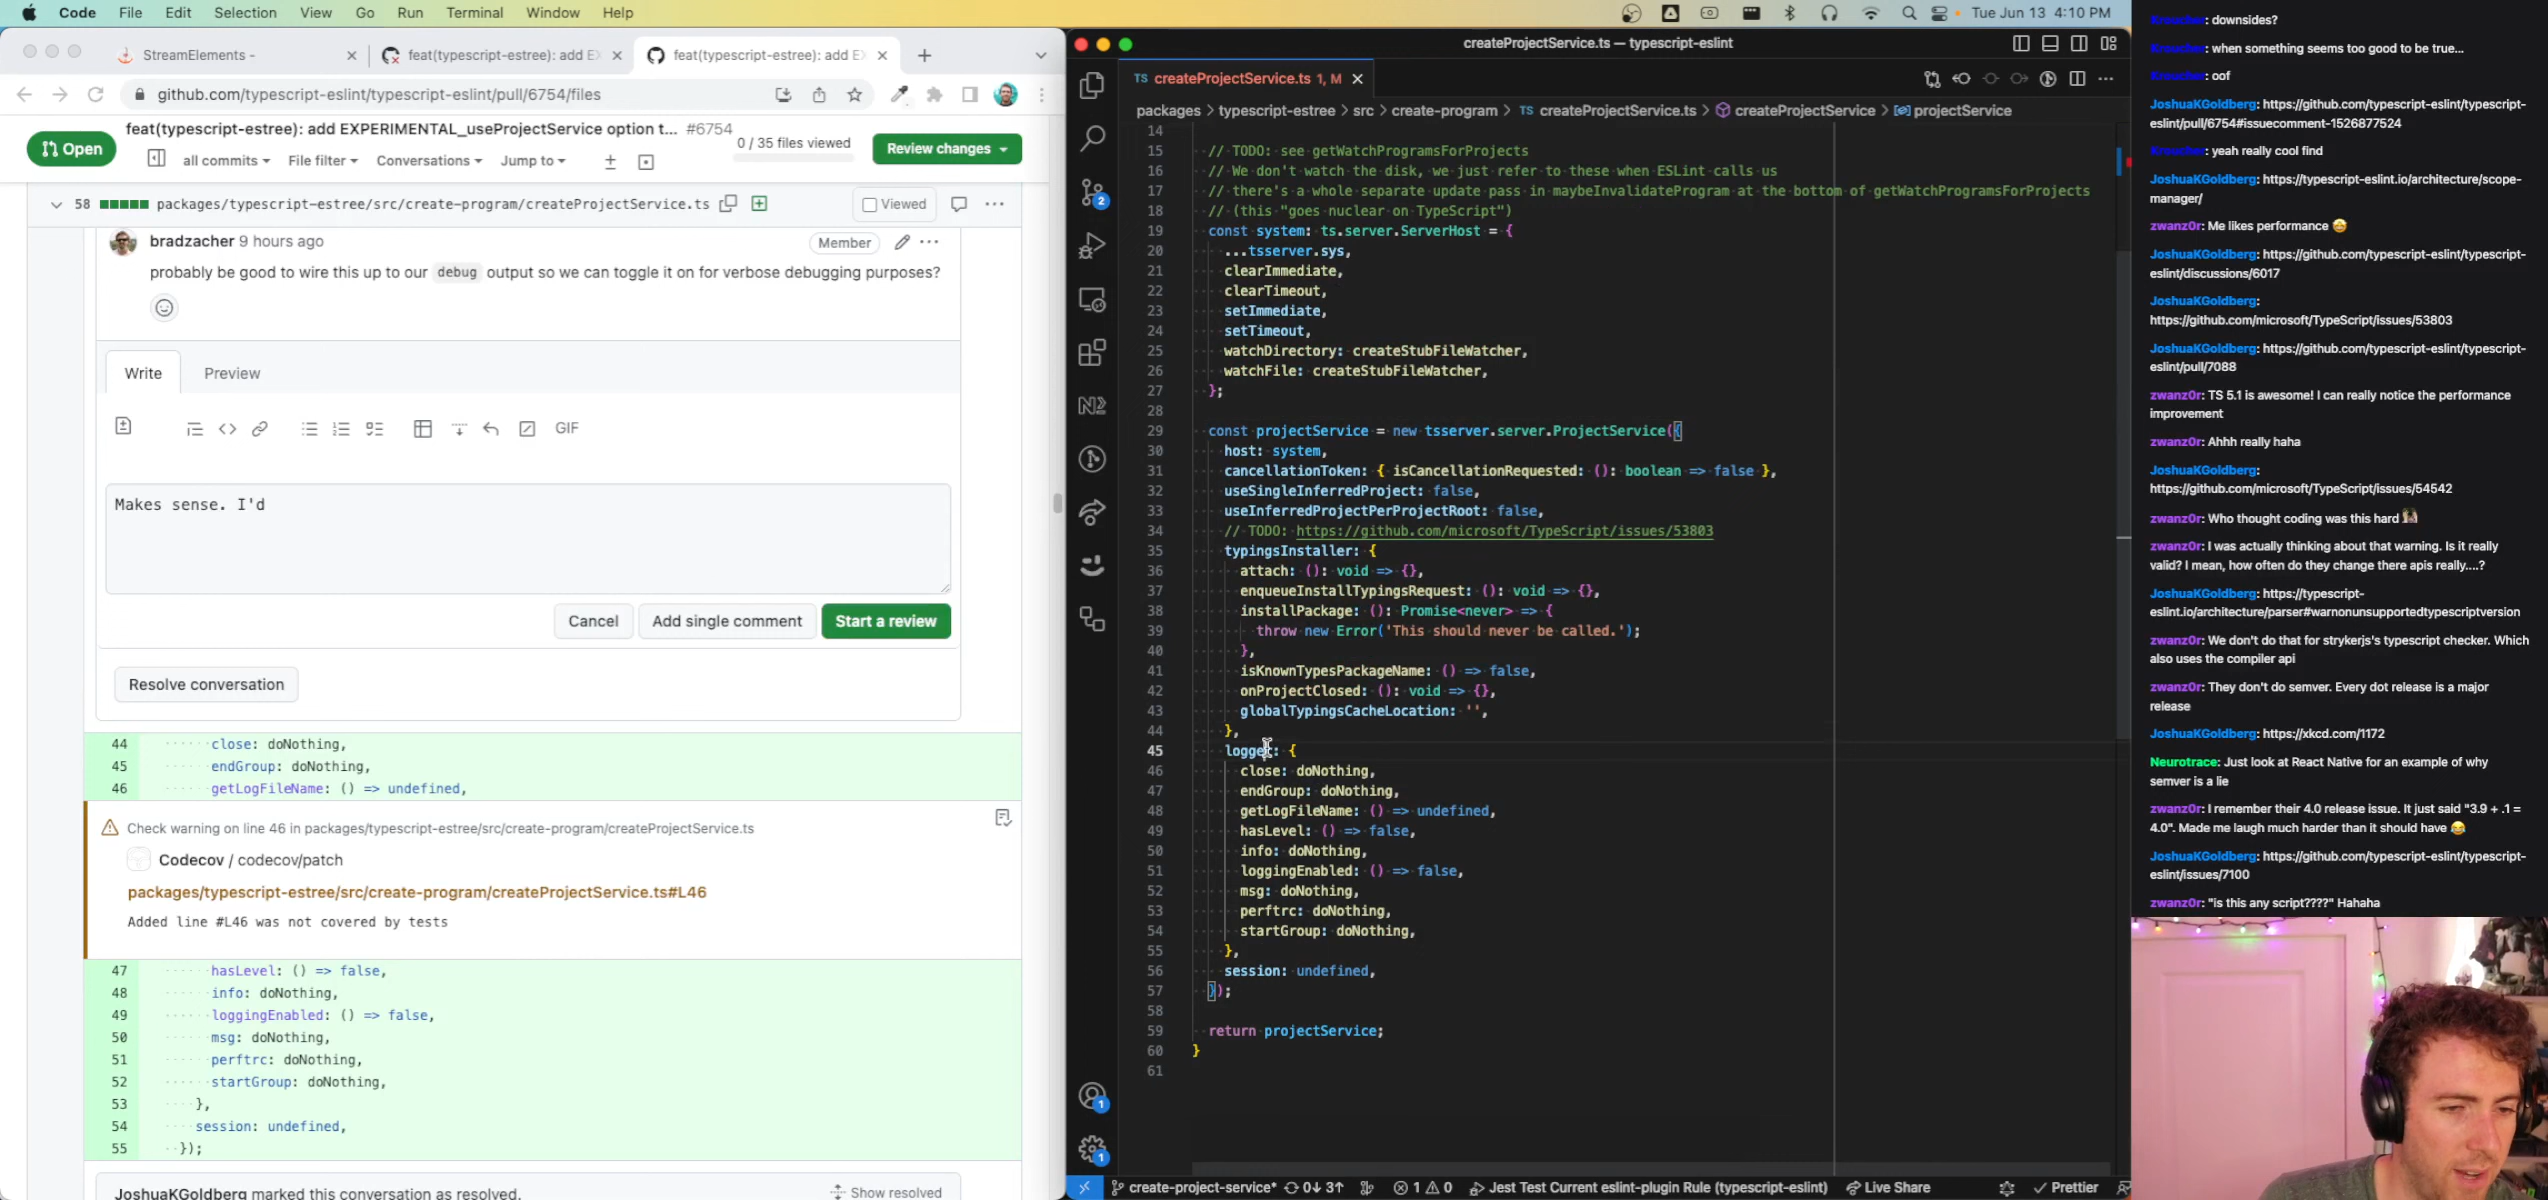 Code File Edit Selection View Go Run Terminal Window Help
Tue Jun 13 4:10 PM
StreamElements -
feat(typescript-estree): add EX
feat(typescript-estree): add EX
github.com/typescript-eslint/typescript-eslint/pull/6754/files
Open
feat(typescript-estree): add EXPERIMENTAL_useProjectService option t... #6754
all commits File filter Conversations Jump to
0 / 35 files viewed
Review changes
58 packages/typescript-estree/src/create-program/createProjectService.ts Viewed
bradzacher 9 hours ago Member
probably be good to wire this up to our debug output so we can toggle it on for verbose debugging purposes?
Write Preview
GIF
Makes sense. I'd
Cancel Add single comment Start a review
Resolve conversation
44 close: doNothing,
45 endGroup: doNothing,
46 getLogFileName: () => undefined,
Check warning on line 46 in packages/typescript-estree/src/create-program/createProjectService.ts
Codecov / codecov/patch
packages/typescript-estree/src/create-program/createProjectService.ts#L46
Added line #L46 was not covered by tests
47 hasLevel: () => false,
48 info: doNothing,
49 loggingEnabled: () => false,
50 msg: doNothing,
51 perftrc: doNothing,
52 startGroup: doNothing,
53 },
54 session: undefined,
55 });
JoshuaKGoldberg marked this conversation as resolved. Show resolved
createProjectService.ts — typescript-eslint
TS createProjectService.ts 1, M
packages > typescript-estree > src > create-program > TS createProjectService.ts > createProjectService > projectService
2
1
1
14
15 // TODO: see getWatchProgramsForProjects
16 // We don't watch the disk, we just refer to these when ESLint calls us
17 // there's a whole separate update pass in maybeInvalidateProgram at the bottom of getWatchProgramsForProjects
18 // (this "goes nuclear on TypeScript")
19 const system: ts.server.ServerHost = {
20 ...tsserver.sys,
21 clearImmediate,
22 clearTimeout,
23 setImmediate,
24 setTimeout,
25 watchDirectory: createStubFileWatcher,
26 watchFile: createStubFileWatcher,
27 };
28
29 const projectService = new tsserver.server.ProjectService({
30 host: system,
31 cancellationToken: { isCancellationRequested: (): boolean => false },
32 useSingleInferredProject: false,
33 useInferredProjectPerProjectRoot: false,
34 // TODO: https://github.com/microsoft/TypeScript/issues/53803
35 typingsInstaller: {
36 attach: (): void => {},
37 enqueueInstallTypingsRequest: (): void => {},
38 installPackage: (): Promise<never> => {
39 throw new Error('This should never be called.');
40 },
41 isKnownTypesPackageName: () => false,
42 onProjectClosed: (): void => {},
43 globalTypingsCacheLocation: '',
44 },
45 logger: {
46 close: doNothing,
47 endGroup: doNothing,
48 getLogFileName: () => undefined,
49 hasLevel: () => false,
50 info: doNothing,
51 loggingEnabled: () => false,
52 msg: doNothing,
53 perftrc: doNothing,
54 startGroup: doNothing,
55 },
56 session: undefined,
57 });
58
59 return projectService;
60 }
61
create-project-service* 0↓ 3↑ 1 0 Jest Test Current eslint-plugin Rule (typescript-eslint) Live Share Prettier
Kroucher: downsides?
Kroucher: when something seems too good to be true...
Kroucher: oof
JoshuaKGoldberg: https://github.com/typescript-eslint/typescript-
eslint/pull/6754#issuecomment-1526877524
Kroucher: yeah really cool find
JoshuaKGoldberg: https://typescript-eslint.io/architecture/scope-
manager/
zwanz0r: Me likes performance 🤩
JoshuaKGoldberg: https://github.com/typescript-eslint/typescript-
eslint/discussions/6017
JoshuaKGoldberg:
https://github.com/microsoft/TypeScript/issues/53803
JoshuaKGoldberg: https://github.com/typescript-eslint/typescript-
eslint/pull/7088
zwanz0r: TS 5.1 is awesome! I can really notice the performance
improvement
zwanz0r: Ahhh really haha
JoshuaKGoldberg:
https://github.com/microsoft/TypeScript/issues/54542
zwanz0r: Who thought coding was this hard
zwanz0r: I was actually thinking about that warning. Is it really
valid? I mean, how often do they change there apis really....?
JoshuaKGoldberg: https://typescript-
eslint.io/architecture/parser#warnonunsupportedtypescriptversion
zwanz0r: We don't do that for strykerjs's typescript checker. Which
also uses the compiler api
zwanz0r: They don't do semver. Every dot release is a major
release
JoshuaKGoldberg: https://xkcd.com/1172
Neurotrace: Just look at React Native for an example of why
semver is a lie
zwanz0r: I remember their 4.0 release issue. It just said "3.9 + .1 =
4.0". Made me laugh much harder than it should have 😂
JoshuaKGoldberg: https://github.com/typescript-eslint/typescript-
eslint/issues/7100
zwanz0r: "is this any script????" Hahaha